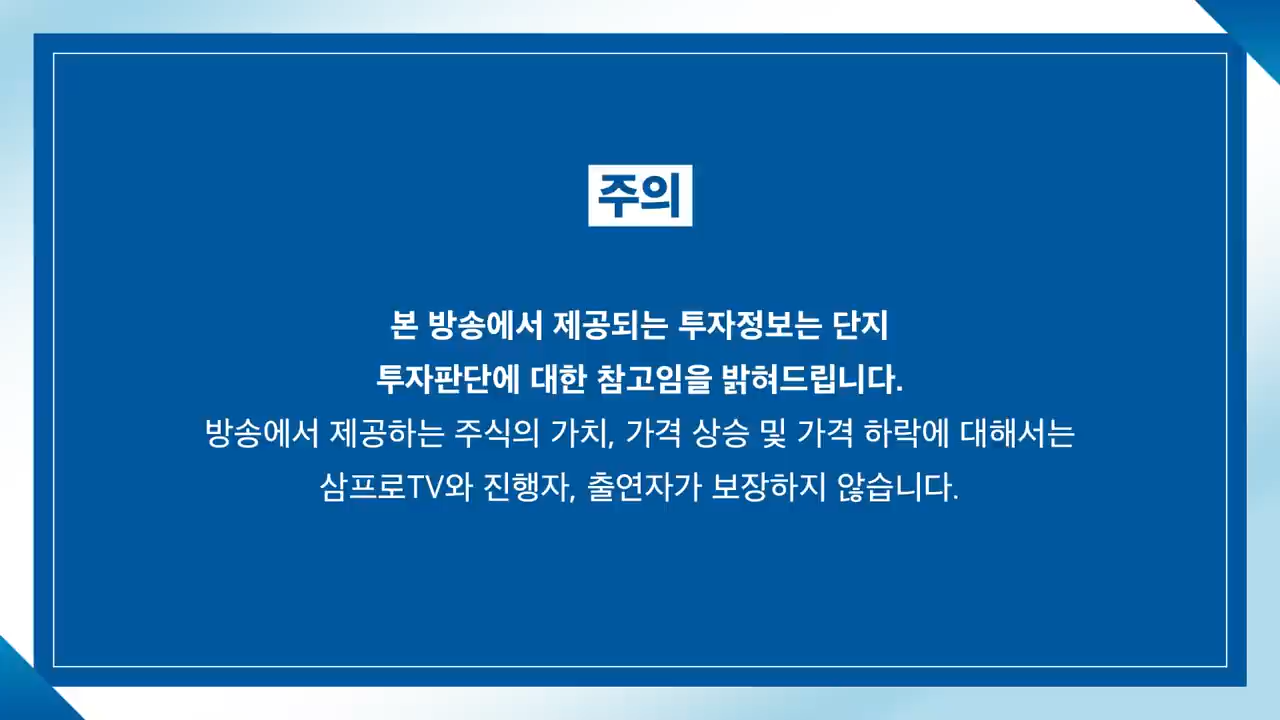 주의
본 방송에서 제공되는 투자정보는 단지
투자판단에 대한 참고임을 밝혀드립니다.
방송에서 제공하는 주식의 가치, 가격 상승 및 가격 하락에 대해서는
삼프로TV와 진행자, 출연자가 보장하지 않습니다.